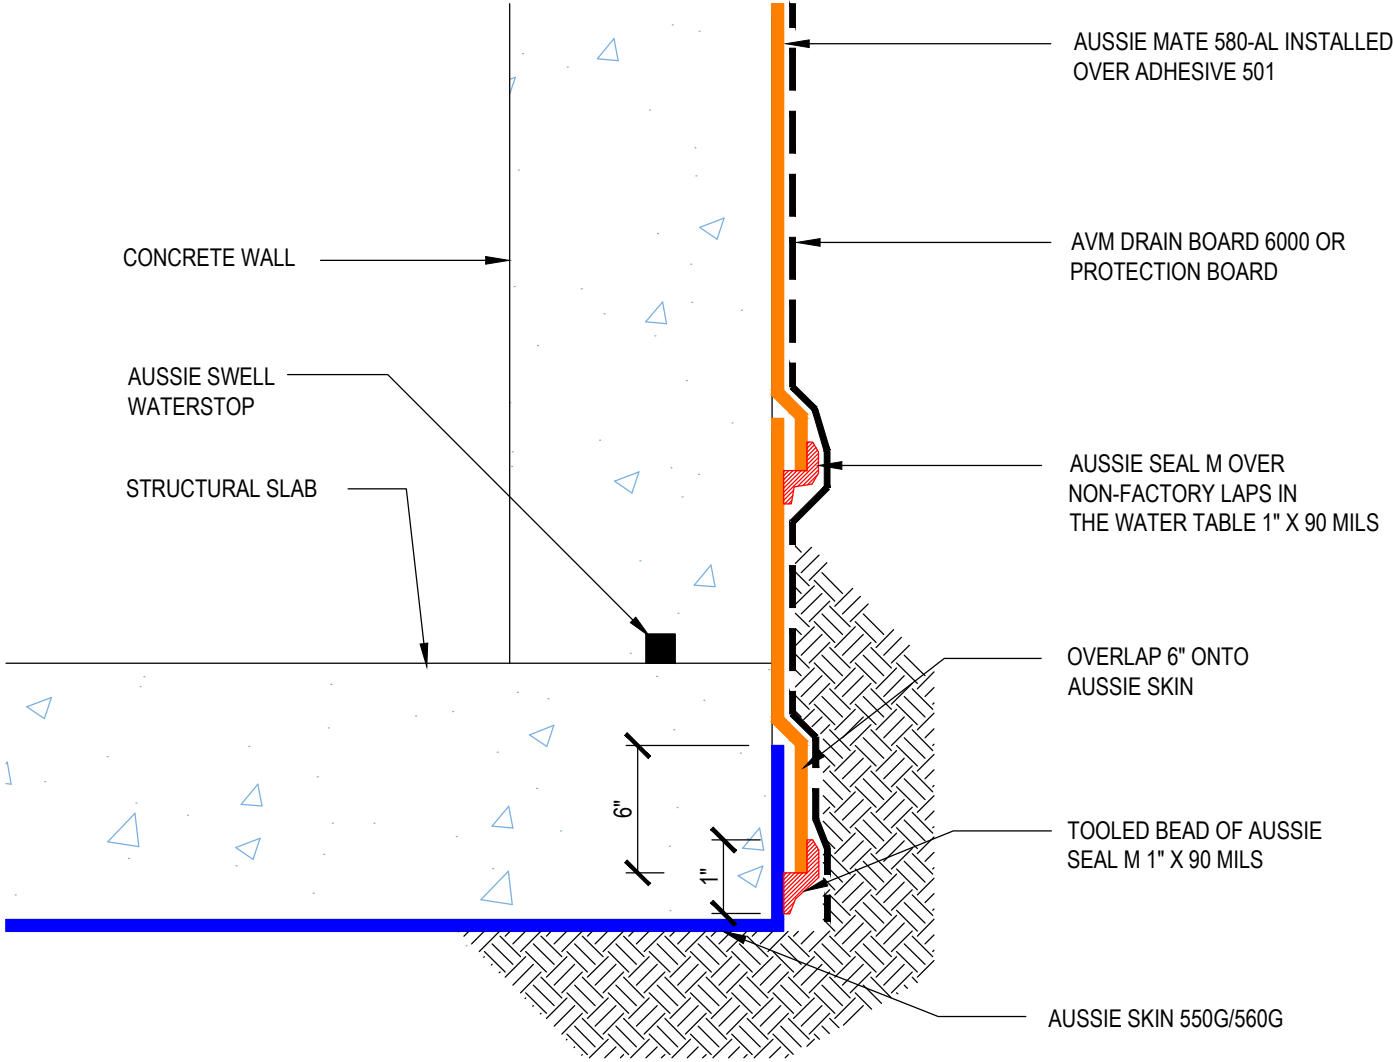 AUSSIE MATE 580-AL INSTALLED
OVER ADHESIVE 501
CONCRETE WALL
AVM DRAIN BOARD 6000 OR
PROTECTION BOARD
AUSSIE SWELL
WATERSTOP
STRUCTURAL SLAB
AUSSIE SEAL M OVER
NON-FACTORY LAPS IN
THE WATER TABLE 1" X 90 MILS
OVERLAP 6" ONTO
AUSSIE SKIN
6"
1"
TOOLED BEAD OF AUSSIE
SEAL M 1" X 90 MILS
AUSSIE SKIN 550G/560G